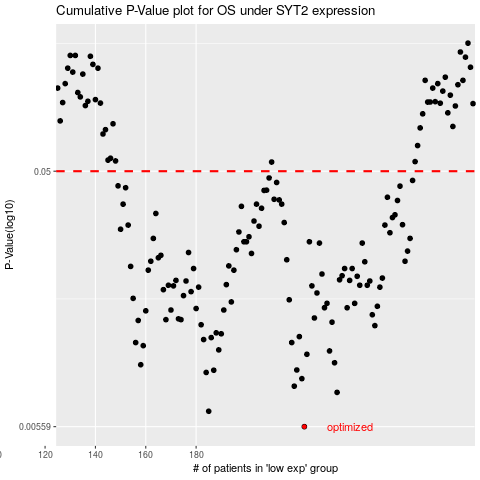 Cumulative P-Value plot for OS under SYT2 expression
P-Value(log10)
0.05
0.00559
optimized
0 120 140 160 180
# of patients in 'low exp' group